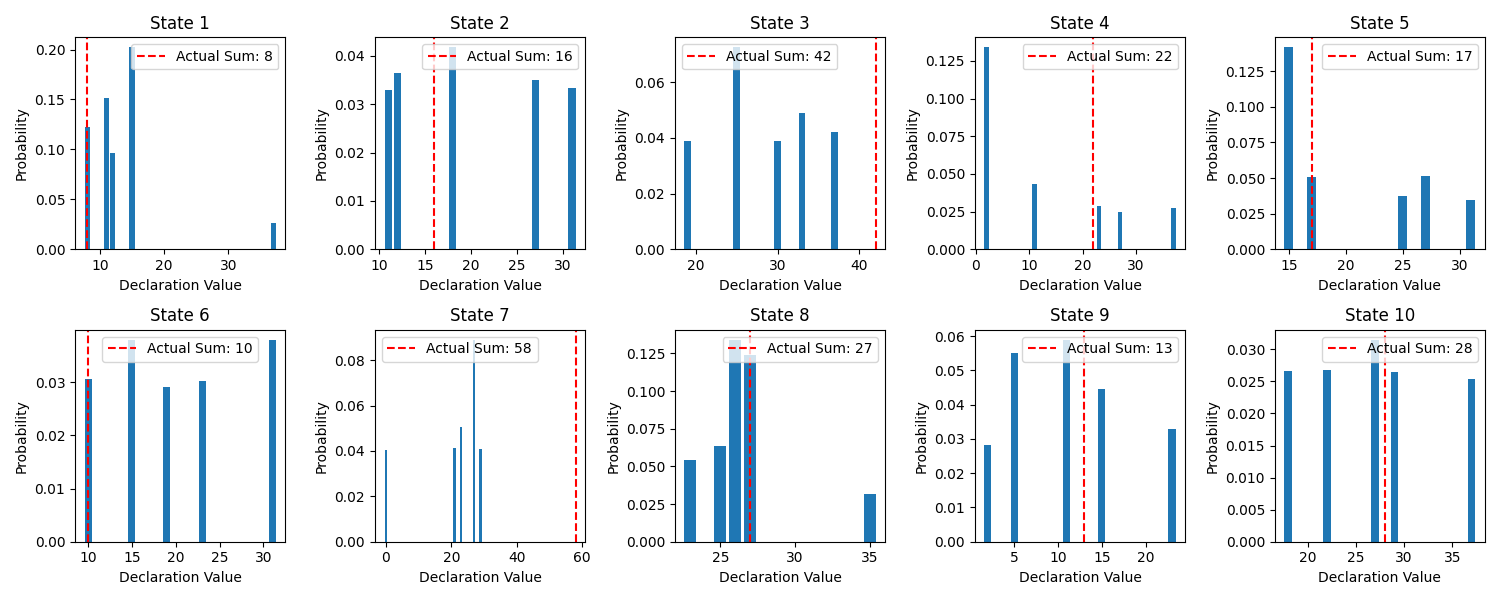 State 1
Probability
0.20
0.15
0.10
0.05
0.00
Actual Sum: 8
10 20 30
Declaration Value
State 2
Probability
0.04
0.03
0.02
0.01
0.00
Actual Sum: 16
10 15 20 25 30
Declaration Value
State 3
Probability
0.06
0.04
0.02
0.00
Actual Sum: 42
20 30 40
Declaration Value
State 4
Probability
0.125
0.100
0.075
0.050
0.025
0.000
Actual Sum: 22
0 10 20 30
Declaration Value
State 5
Probability
0.125
0.100
0.075
0.050
0.025
0.000
Actual Sum: 17
15 20 25 30
Declaration Value
State 6
Probability
0.03
0.02
0.01
0.00
Actual Sum: 10
10 15 20 25 30
Declaration Value
State 7
Probability
0.08
0.06
0.04
0.02
0.00
Actual Sum: 58
0 20 40 60
Declaration Value
State 8
Probability
0.125
0.100
0.075
0.050
0.025
0.000
Actual Sum: 27
25 30 35
Declaration Value
State 9
Probability
0.06
0.05
0.04
0.03
0.02
0.01
0.00
Actual Sum: 13
5 10 15 20
Declaration Value
State 10
Probability
0.030
0.025
0.020
0.015
0.010
0.005
0.000
Actual Sum: 28
20 25 30 35
Declaration Value